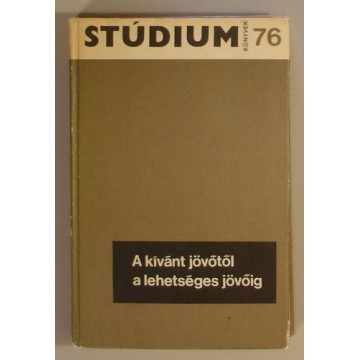 STÚDIUM KÖNYVEK 76
A kívánt jövőtől
a lehetséges jövőig